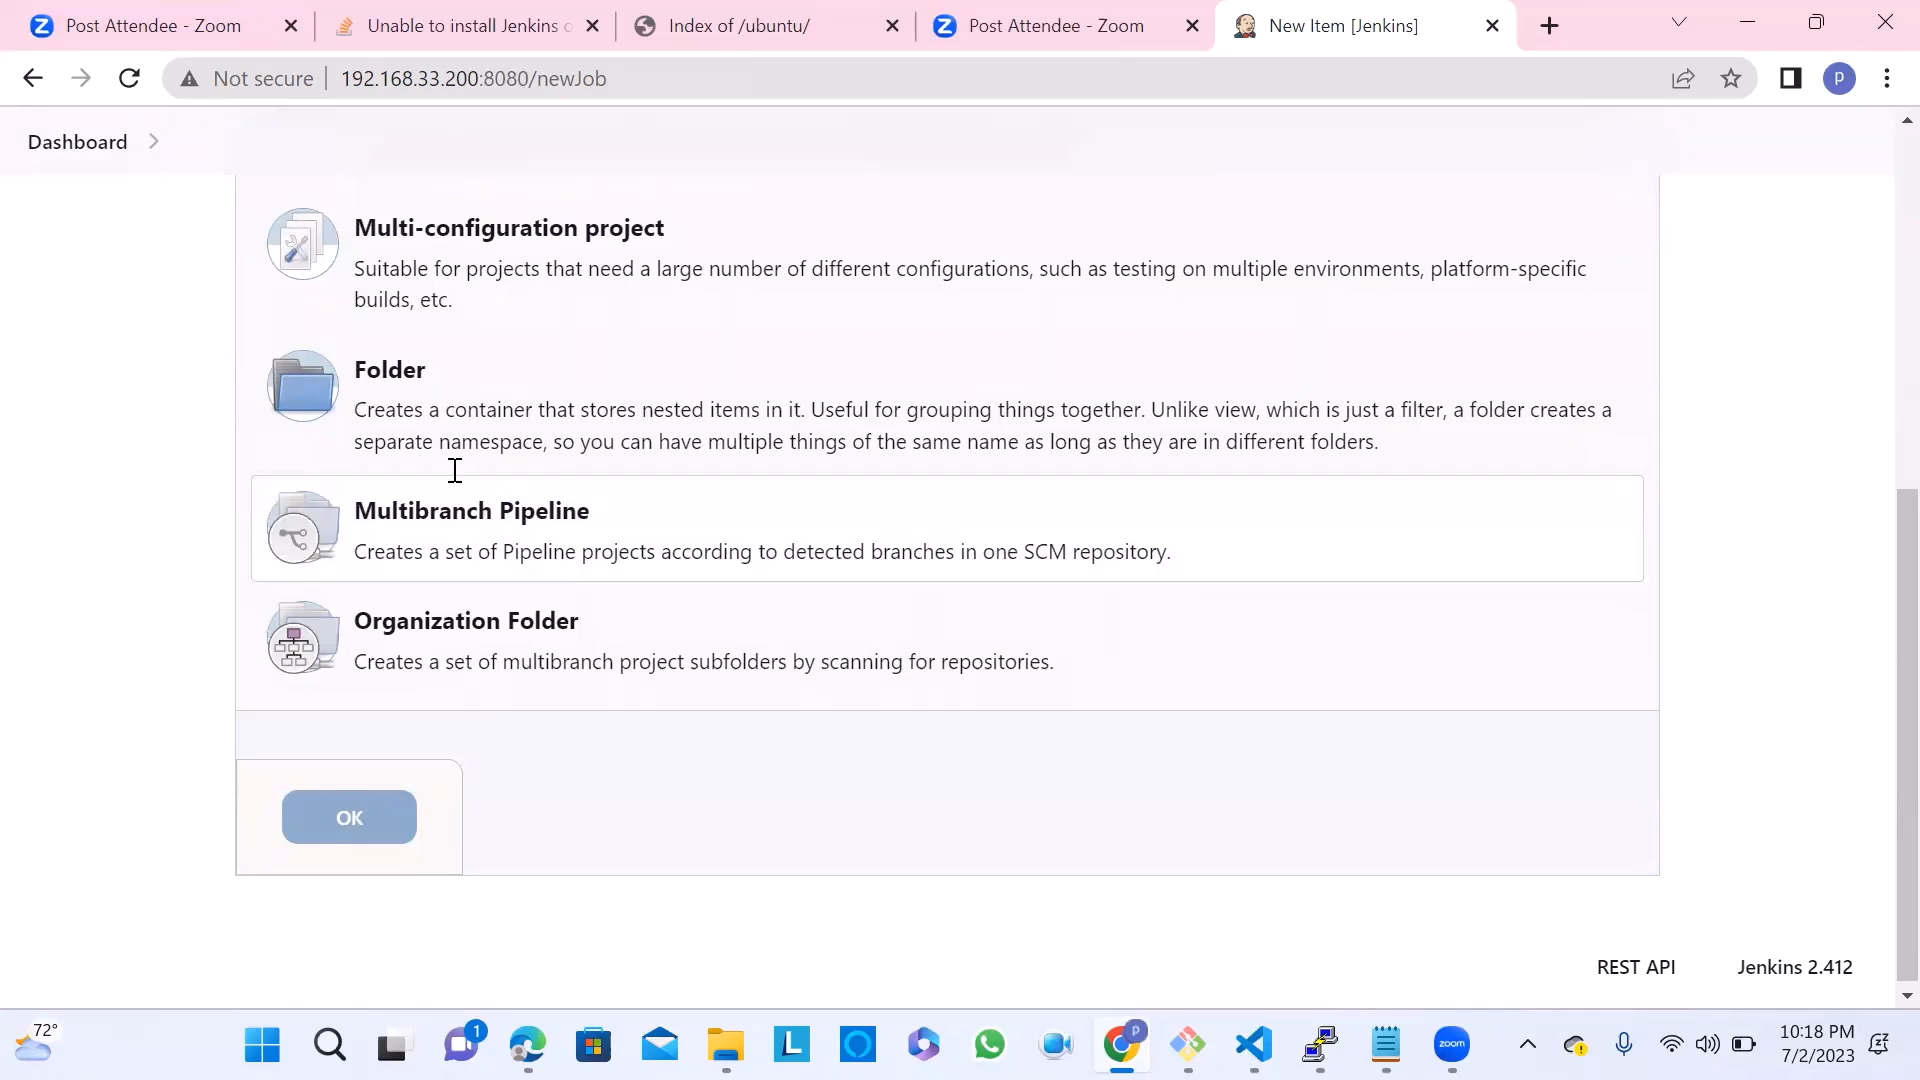 Post Attendee - Zoom
Unable to install Jenkins o
Index of /ubuntu/
Post Attendee - Zoom
New Item [Jenkins]
Not secure
192.168.33.200:8080/newJob
P
Dashboard
Multi-configuration project
Suitable for projects that need a large number of different configurations, such as testing on multiple environments, platform-specific
builds, etc.
Folder
Creates a container that stores nested items in it. Useful for grouping things together. Unlike view, which is just a filter, a folder creates a
separate namespace, so you can have multiple things of the same name as long as they are in different folders.
Multibranch Pipeline
Creates a set of Pipeline projects according to detected branches in one SCM repository.
Organization Folder
Creates a set of multibranch project subfolders by scanning for repositories.
OK
REST API
Jenkins 2.412
72°
1
L
P
zoom
10:18 PM
7/2/2023